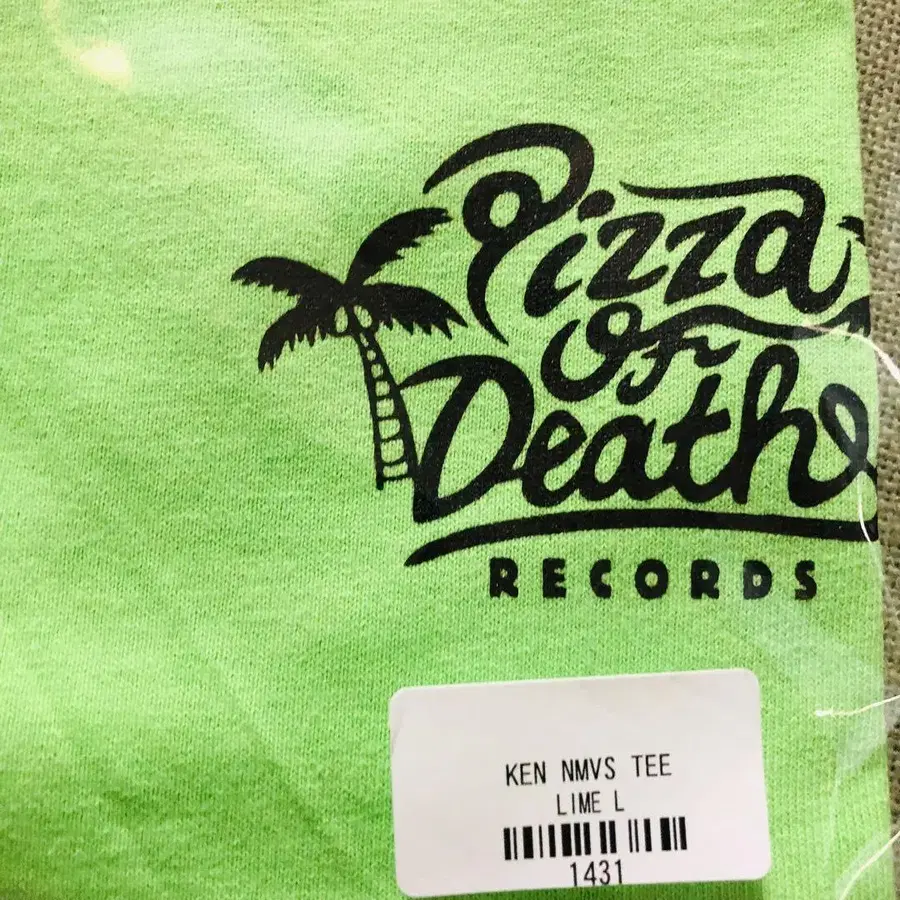 Pizza
Of
Death
RECORDS
KEN NMVS TEE
LIME L
1431